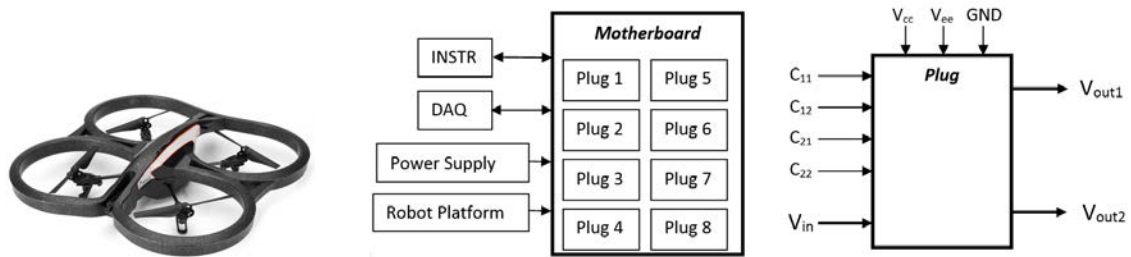 Motherboard
INSTR
DAQ
Power Supply
Robot Platform
Plug 1
Plug 5
Plug 2
Plug 6
Plug 3
Plug 7
Plug 4
Plug 8
Vcc
Vee
GND
Plug
C11
C12
C21
C22
Vin
Vout1
Vout2